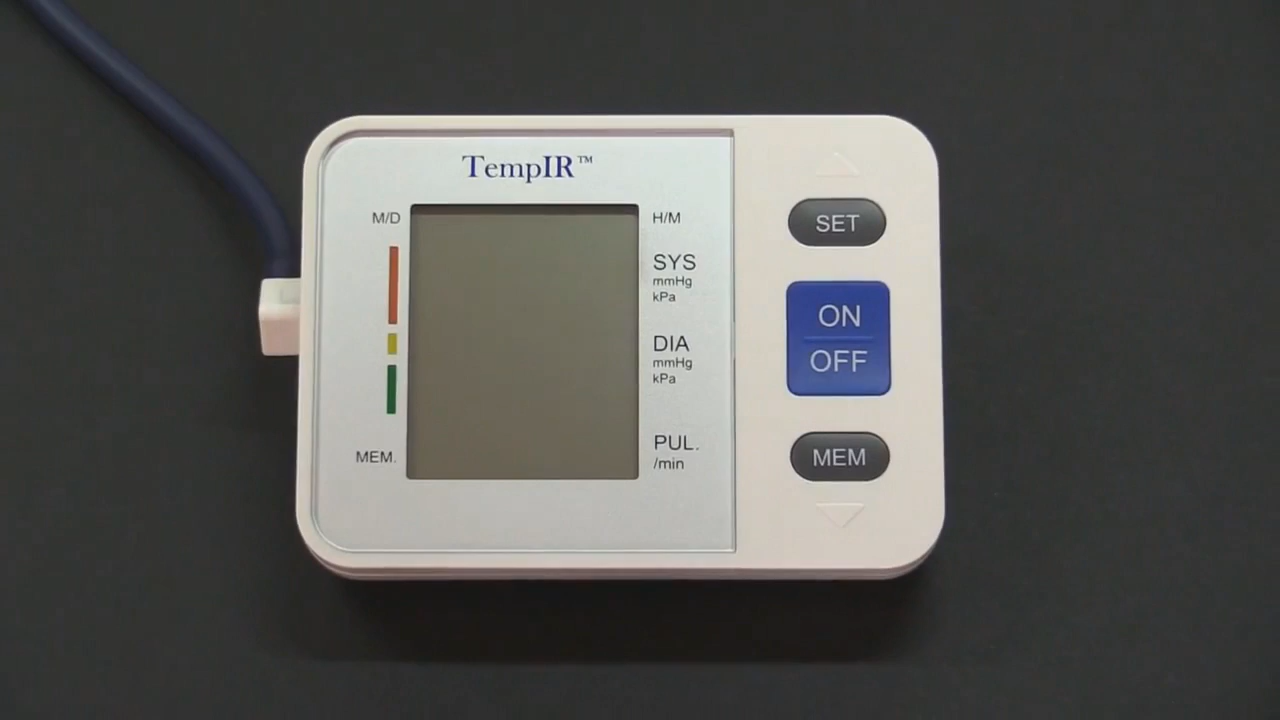 TempIR™
M/D
H/M
SYS
mmHg
kPa
DIA
mmHg
kPa
MEM.
PUL.
/min
SET
ON
OFF
MEM